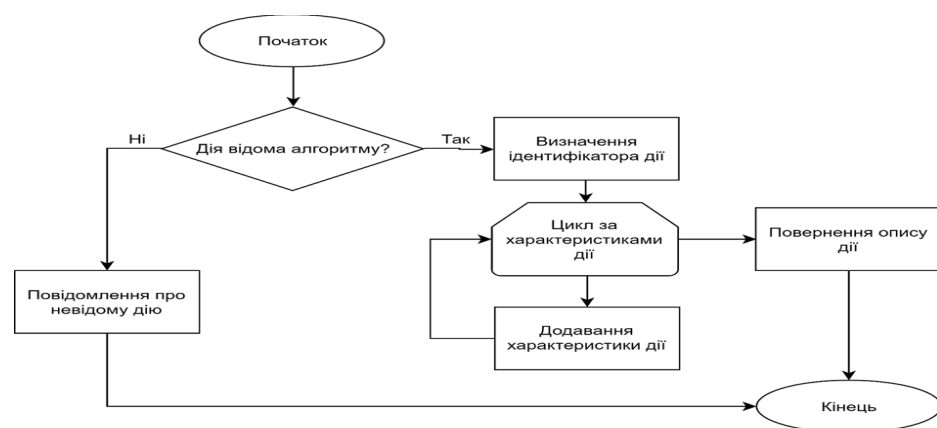 Початок
Ні
Дія відома алгоритму?
Так
Визначення
ідентифікатора дії
Цикл за
характеристиками
дії
Повернення опису
дії
Повідомлення про
невідому дію
Додавання
характеристики дії
Кінець